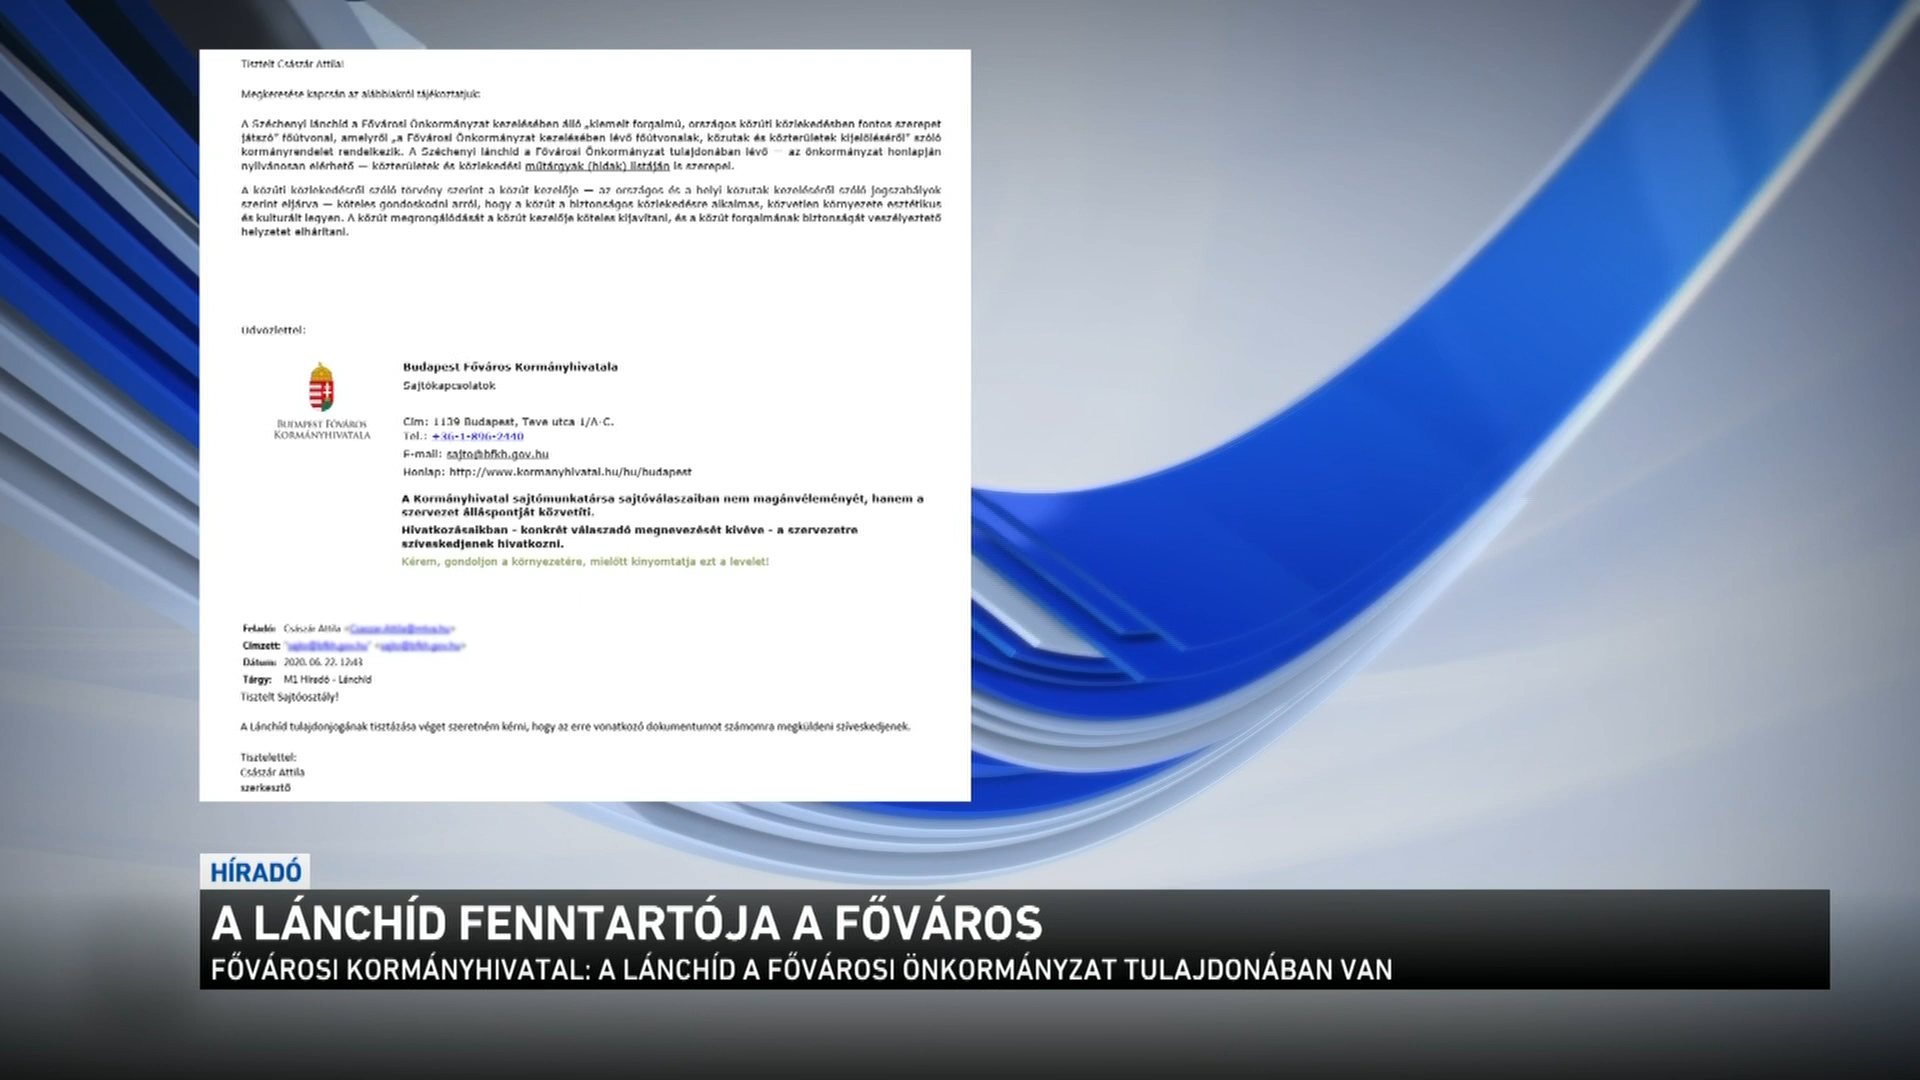 Tisztelt Császár Attila!
Megkeresése kapcsán az alábbiakról tájékoztatjuk:
A Széchenyi lánchíd a Fővárosi Önkormányzat kezelésében álló „kiemelt forgalmú, országos közúti közlekedésben fontos szerepet
játszó” főútvonal, amelyről „a Fővárosi Önkormányzat kezelésében lévő főútvonalak, közutak és közterületek kijelöléséről” szóló
kormányrendelet rendelkezik. A Széchenyi lánchíd a Fővárosi Önkormányzat tulajdonában lévő — az önkormányzat honlapján
nyilvánosan elérhető — közterületek és közlekedési műtárgyak (hidak) listáján is szerepel.
A közúti közlekedésről szóló törvény szerint a közút kezelője — az országos és a helyi közutak kezeléséről szóló jogszabályok
szerint eljárva — köteles gondoskodni arról, hogy a közút a biztonságos közlekedésre alkalmas, közvetlen környezete esztétikus
és kulturált legyen. A közút megrongálódását a közút kezelője köteles kijavítani, és a közút forgalmának biztonságát veszélyeztető
helyzetet elhárítani.
Üdvözlettel:
BUDAPEST FŐVÁROS
KORMÁNYHIVATALA
Budapest Főváros Kormányhivatala
Sajtókapcsolatok
Cím: 1139 Budapest, Teve utca 1/A-C.
Tel.: +36-1-896-2440
E-mail: sajto@bfkh.gov.hu
Honlap: http://www.kormanyhivatal.hu/hu/budapest
A Kormányhivatal sajtómunkatársa sajtóválaszaiban nem magánvéleményét, hanem a
szervezet álláspontját közvetíti.
Hivatkozásaikban - konkrét válaszadó megnevezését kivéve - a szervezetre
szíveskedjenek hivatkozni.
Kérem, gondoljon a környezetére, mielőtt kinyomtatja ezt a levelet!
Feladó: Császár Attila
Címzett:
Dátum: 2020. 06. 22. 12:43
Tárgy: M1 Híradó - Lánchíd
Tisztelt Sajtóosztály!
A Lánchíd tulajdonjogának tisztázása véget szeretném kérni, hogy az erre vonatkozó dokumentumot számomra megküldeni szíveskedjenek.
Tisztelettel:
Császár Attila
szerkesztő
HÍRADÓ
A LÁNCHÍD FENNTARTÓJA A FŐVÁROS
FŐVÁROSI KORMÁNYHIVATAL: A LÁNCHÍD A FŐVÁROSI ÖNKORMÁNYZAT TULAJDONÁBAN VAN